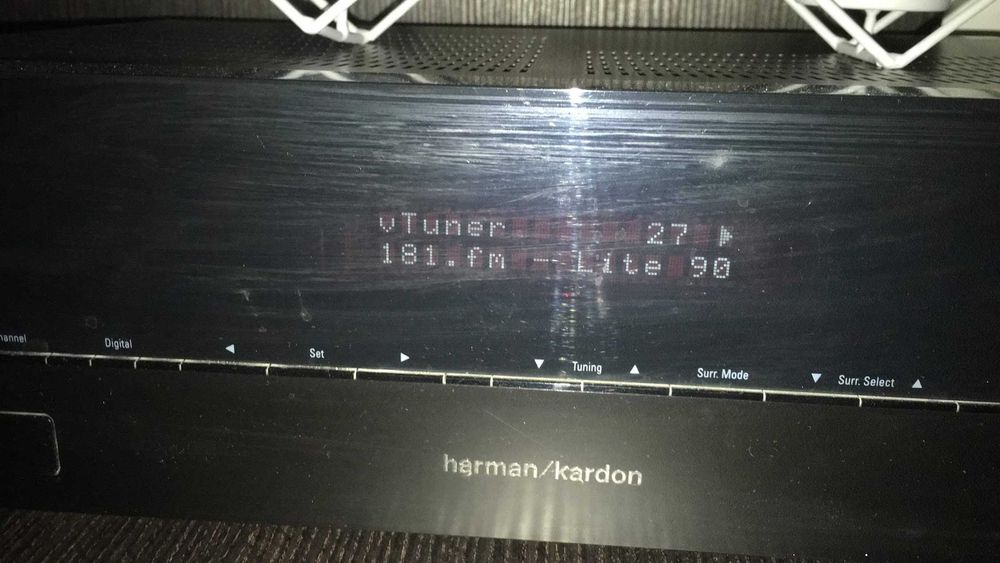 vTuner 27
181.fm - Lite 90
Digital
Set
Tuning
Surr. Mode
Surr. Select
harman/kardon